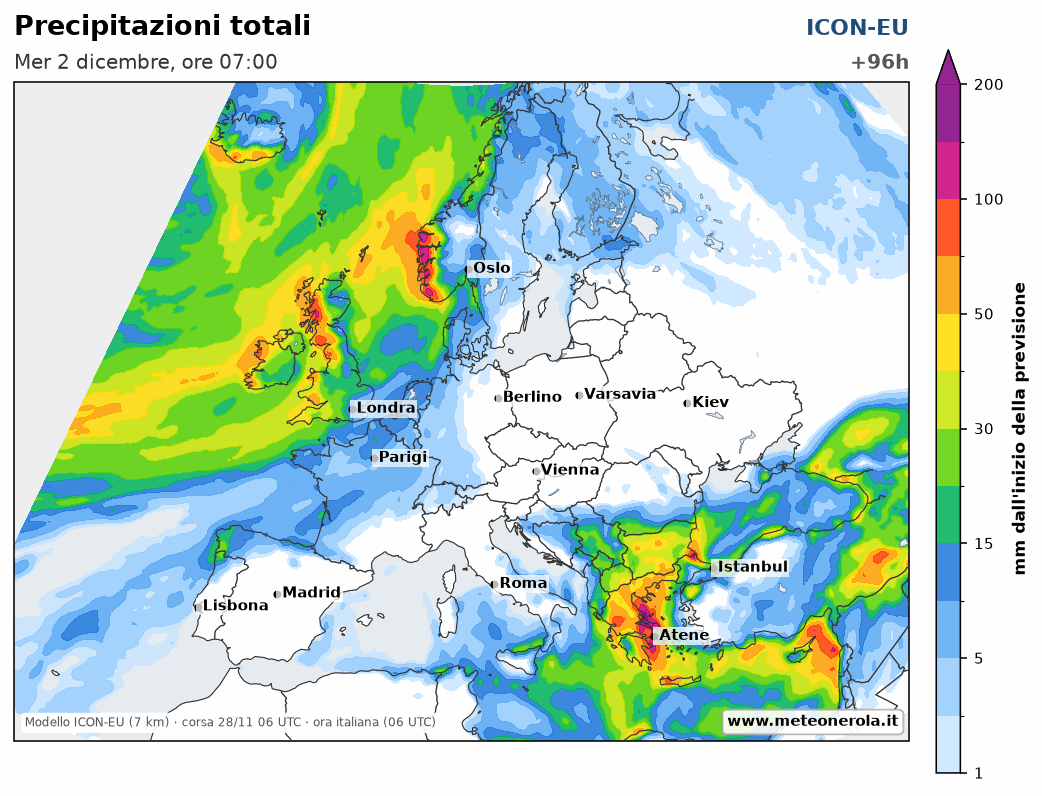 Precipitazioni totali
ICON-EU
Mer 2 dicembre, ore 07:00
+96h
200
100
50
30
15
5
1
mm dall'inizio della previsione
Oslo
Londra
Berlino
Varsavia
Kiev
Parigi
Vienna
Istanbul
Roma
Madrid
Lisbona
Atene
Modello ICON-EU (7 km) · corsa 28/11 06 UTC · ora italiana (06 UTC)
www.meteonerola.it